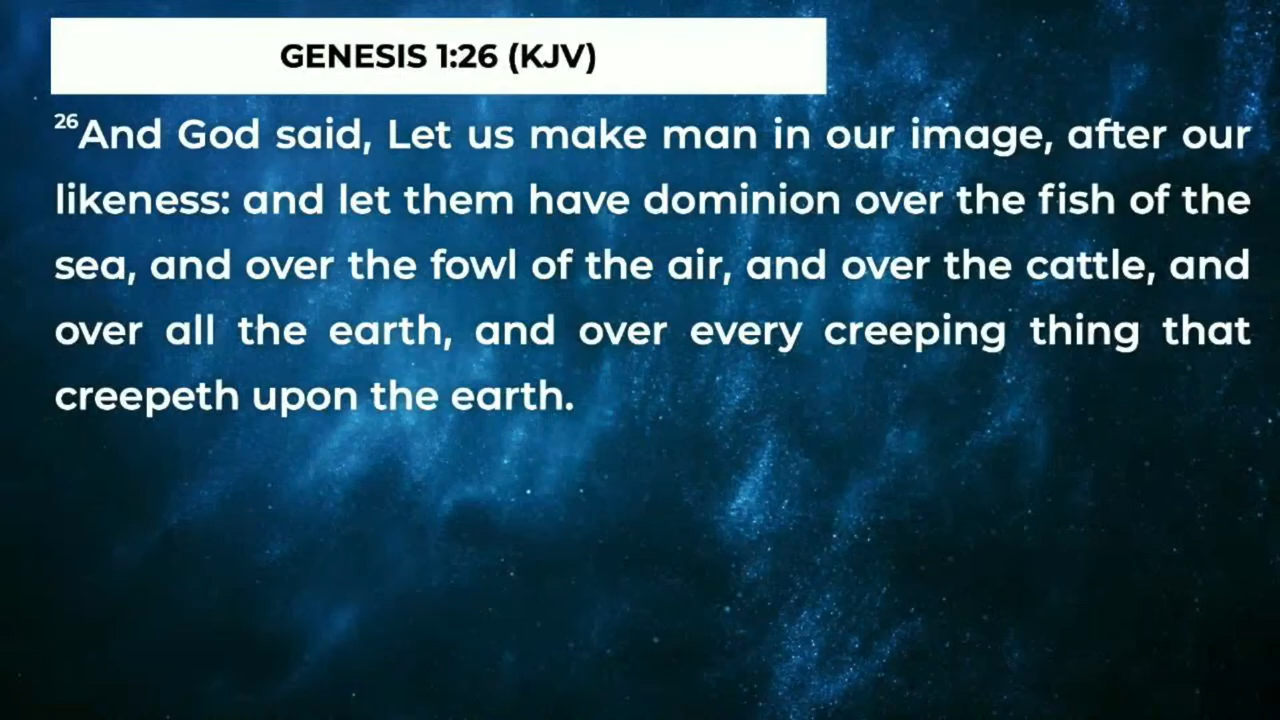 GENESIS 1:26 (KJV)
26And God said, Let us make man in our image, after our
likeness: and let them have dominion over the fish of the
sea, and over the fowl of the air, and over the cattle, and
over all the earth, and over every creeping thing that
creepeth upon the earth.